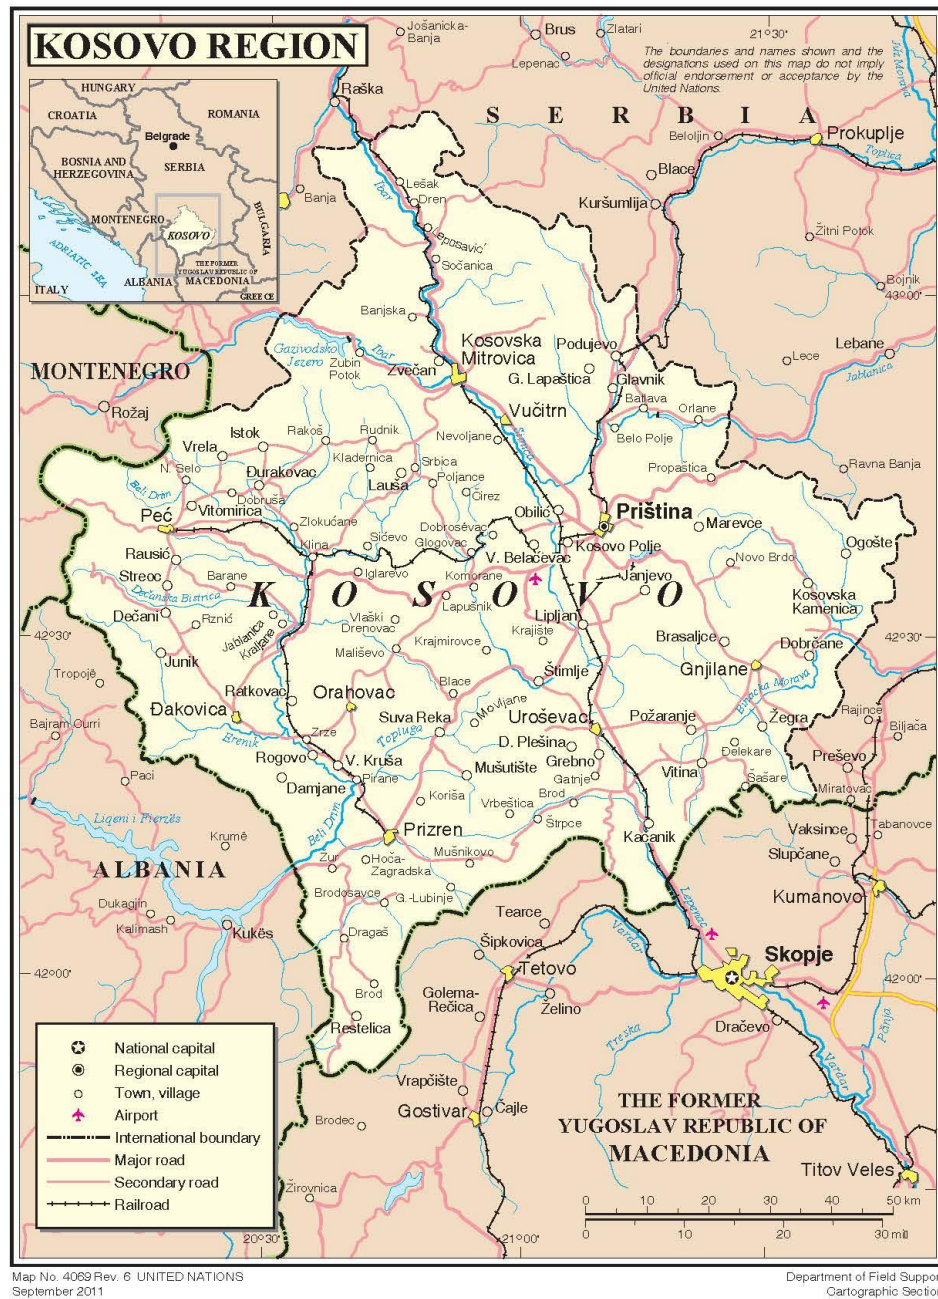 KOSOVO REGION
The boundaries and names shown and the
designations used on this map do not imply
official endorsement or acceptance by the
United Nations.
HUNGARY
CROATIA
ROMANIA
Belgrade
BOSNIA AND
HERZEGOVINA
SERBIA
MONTENEGRO
KOSOVO
BULGARIA
ADRIATIC SEA
ITALY
ALBANIA
THE FORMER
YUGOSLAV REPUBLIC OF
MACEDONIA
GREECE
Jošanicka-
Banja
Brus
Zlatari
21°30'
Lepenac
Raška
SERBIA
Beloljin
Prokuplje
Toplica
Blace
Kuršumlija
Žitni Potok
Bojnik
43°00'
Banja
Lešak
Dren
Ibar
Leposavić
Sočanica
Banjska
Gazivodsko
Jezero
Zubin
Potok
Ibar
Zvečan
Kosovska
Mitrovica
Podujevo
G. Lapaštica
Glavnik
Lebane
Lece
Jablanica
MONTENEGRO
Rožaj
Vučitrn
Batlava
Orlane
Belo Polje
Nevoljane
Sitnica
Rakoš
Rudnik
Istok
Vrela
Kladernica
Srbica
N. Selo
Đurakovac
Lauša
Poljance
Propaštica
Ravna Banja
Beli Drim
Dobruša
Čirez
Vitomirica
Obilić
Priština
Peć
Zlokućane
Dobroševac
Marevce
Klina
Sićevo
Glogovac
V. Belaćevac
Kosovo Polje
Ogošte
Rausić
Novo Brdo
Streoc
Barane
Iglarevo
Komorane
Janjevo
KOSOVO
Dečanska Bistrica
Lapušnik
Kosovska
Kamenica
Dečani
Rznić
Jablanica
Kraljane
Vlaški
Drenovac
Lipljan
Krajmirovce
Krajište
42°30'
42°30'
Brasaljce
Dobrčane
Junik
Mališevo
Gnjilane
Tropojë
Štimlje
Ratkovac
Orahovac
Blace
Binačka Morava
Đakovica
Movljane
Suva Reka
Uroševac
Požaranje
Žegra
Rajince
Biljača
Bajram Curri
Erenik
Zrze
Topluga
D. Plešina
Đelekare
Preševo
Rogovo
V. Kruša
Mušutište
Grebno
Gatnje
Vitina
Šašare
Paci
Damjane
Pirane
Miratovac
Koriša
Vrbeštica
Brod
Liqeni i Fierzës
Beli Drim
Prizren
Štrpce
Kačanik
Vaksince
Tabanovce
Krumë
Žur
Hoča-
Zagradska
Mušnikovo
Slupčane
ALBANIA
Brodosavce
G.-Lubinje
Lepenac
Kumanovo
Dukagjin
Kalimash
Kukës
Dragaš
Tearce
Vardar
Šipkovica
Skopje
42°00'
42°00'
Brod
Tetovo
Golema-
Rečica
Želino
Restelica
Dračevo
Treška
Pčinja
Vardar
Vrapčište
Gostivar
Čajle
Brodec
Žirovnica
THE FORMER
YUGOSLAV REPUBLIC OF
MACEDONIA
Titov Veles
National capital
Regional capital
Town, village
Airport
International boundary
Major road
Secondary road
Railroad
0 10 20 30 40 50 km
0 10 20 30 mi
20°30'
21°00'
Map No. 4069 Rev. 6 UNITED NATIONS
September 2011
Department of Field Suppor
Cartographic Section